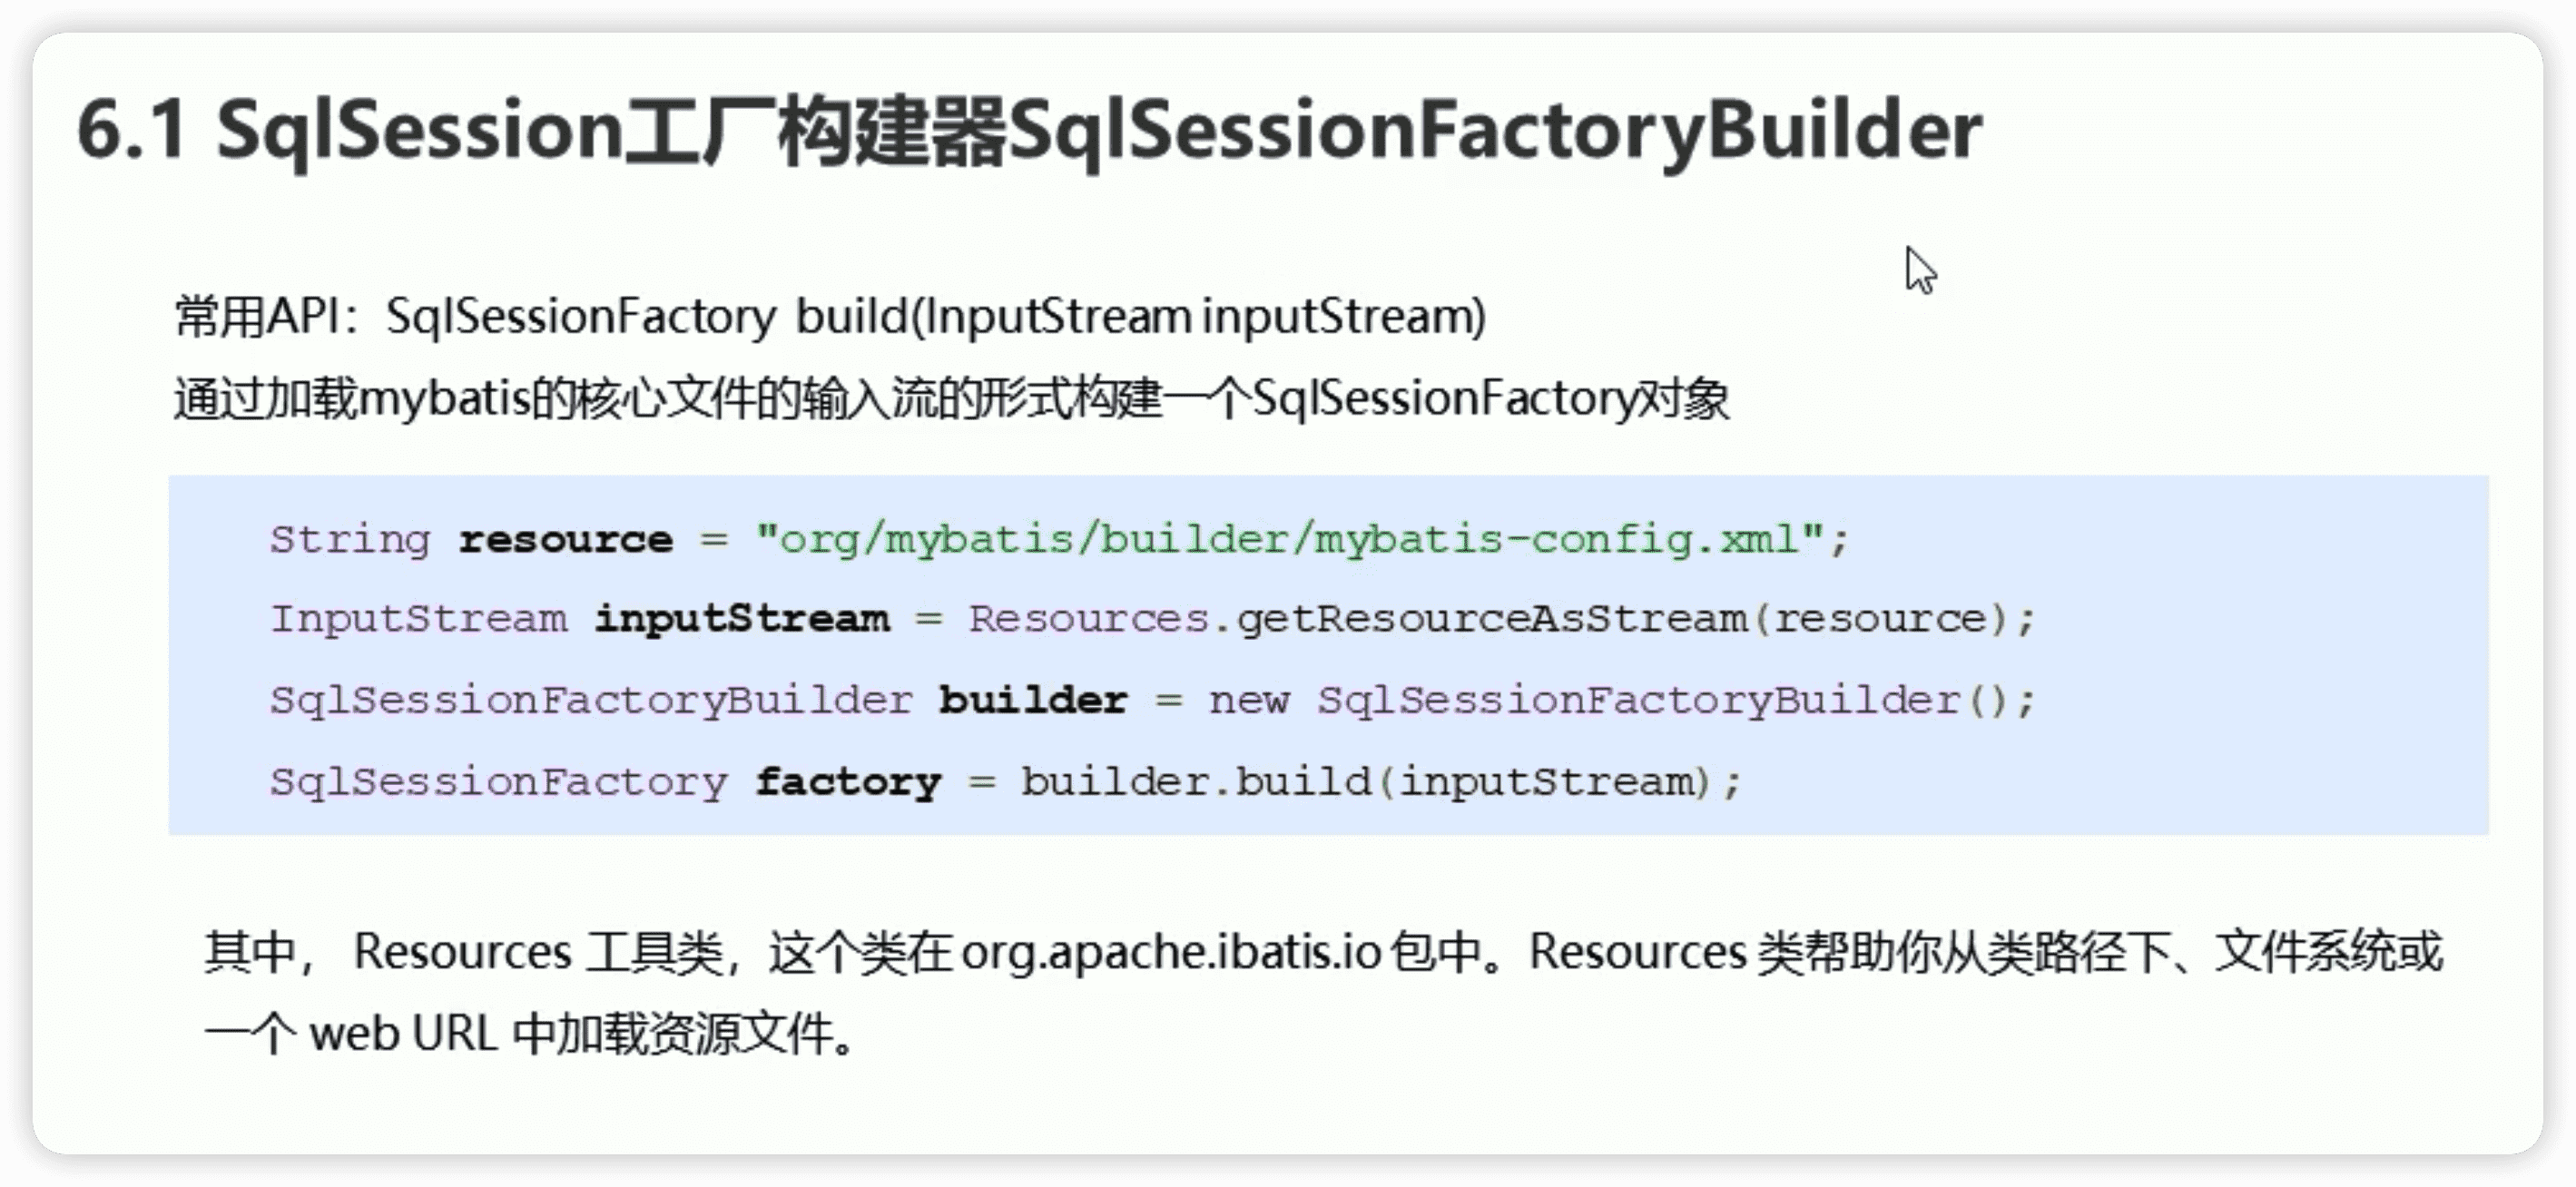 6.1 SqlSession工厂构建器SqlSessionFactoryBuilder
常用API：SqlSessionFactory build(InputStream inputStream)
通过加载mybatis的核心文件的输入流的形式构建一个SqlSessionFactory对象
String resource = "org/mybatis/builder/mybatis-config.xml";
InputStream inputStream = Resources.getResourceAsStream(resource);
SqlSessionFactoryBuilder builder = new SqlSessionFactoryBuilder();
SqlSessionFactory factory = builder.build(inputStream);
其中， Resources 工具类，这个类在 org.apache.ibatis.io 包中。Resources 类帮助你从类路径下、文件系统或
一个 web URL 中加载资源文件。